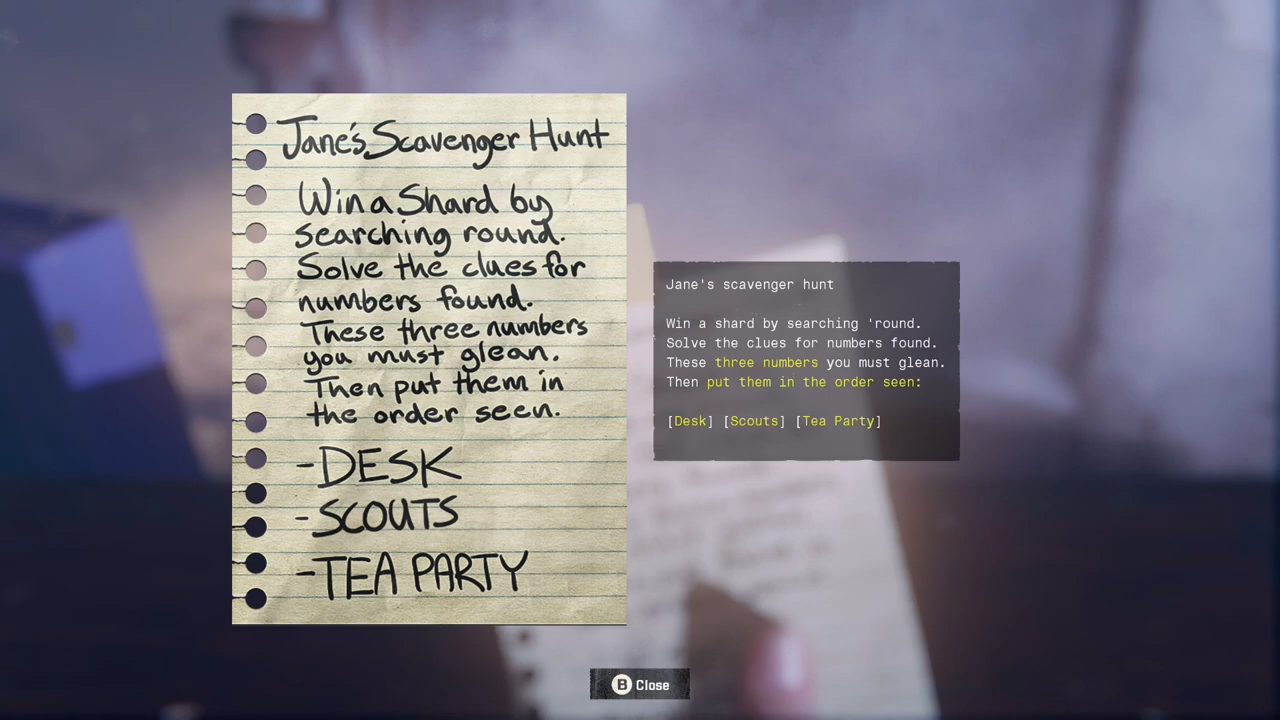 Jane's Scavenger Hunt
Win a Shard by
searching round.
Solve the clues for
numbers found.
These three numbers
you must glean.
Then put them in
the order seen.
-DESK
-SCOUTS
-TEA PARTY
Jane's scavenger hunt
Win a shard by searching 'round.
Solve the clues for numbers found.
These three numbers you must glean.
Then put them in the order seen:
[Desk] [Scouts] [Tea Party]
B Close